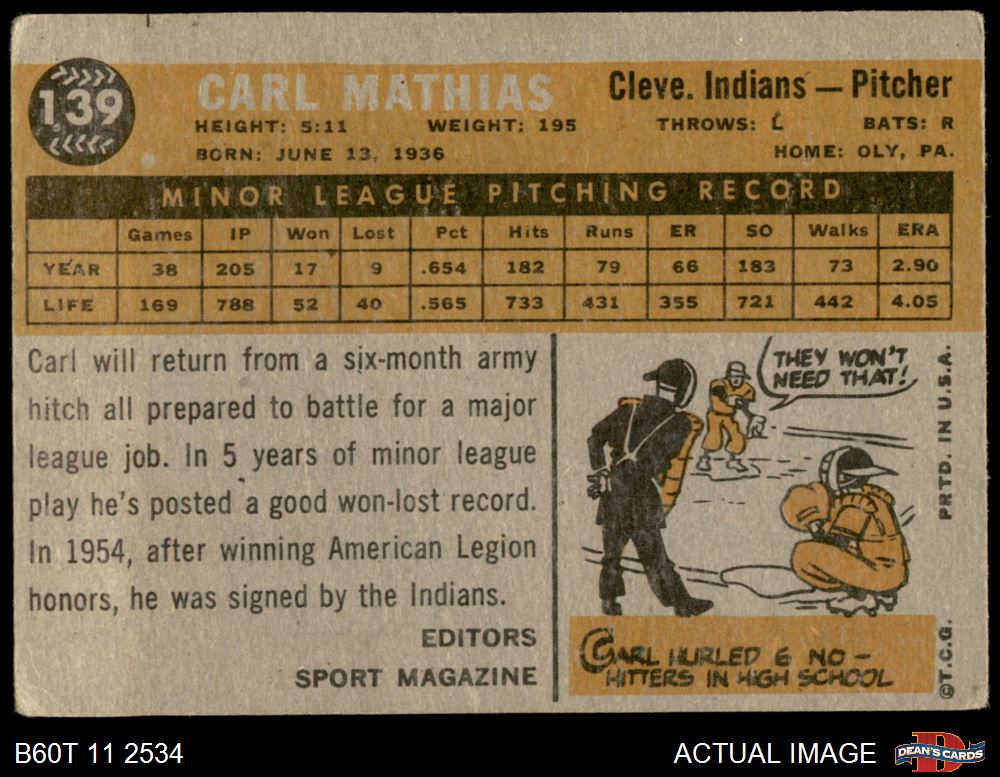 139
CARL MATHIAS
Cleve. Indians — Pitcher
HEIGHT: 5:11 WEIGHT: 195 THROWS: L BATS: R
BORN: JUNE 13, 1936 HOME: OLY, PA.
MINOR LEAGUE PITCHING RECORD
Games IP Won Lost Pct Hits Runs ER SO Walks ERA
YEAR 38 205 17 9 .654 182 79 66 183 73 2.90
LIFE 169 788 52 40 .565 733 431 355 721 442 4.05
Carl will return from a six-month army
hitch all prepared to battle for a major
league job. In 5 years of minor league
play he's posted a good won-lost record.
In 1954, after winning American Legion
honors, he was signed by the Indians.
EDITORS
SPORT MAGAZINE
THEY WON'T
NEED THAT!
CARL HURLED 6 NO-
HITTERS IN HIGH SCHOOL
PRTD. IN U.S.A.
©T.C.G.
B60T 11 2534
ACTUAL IMAGE
D
DEAN'S CARDS